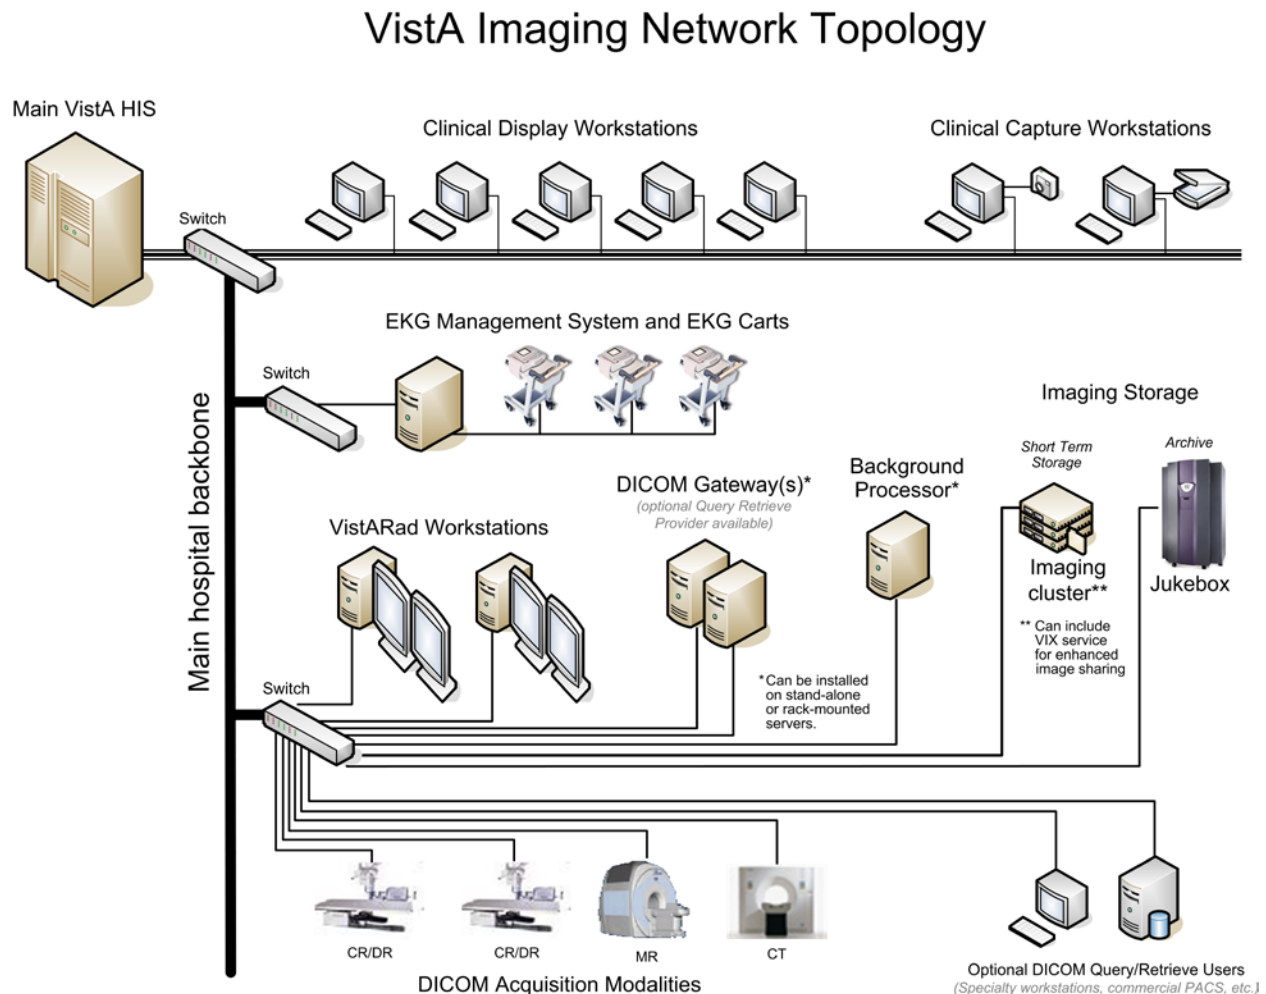 VistA Imaging Network Topology
Main VistA HIS
Clinical Display Workstations
Clinical Capture Workstations
Switch
EKG Management System and EKG Carts
Switch
Main hospital backbone
Imaging Storage
Short Term
Storage
Archive
Background
Processor*
DICOM Gateway(s)*
(optional Query Retrieve
Provider available)
VistARad Workstations
Imaging
cluster**
Jukebox
** Can include
VIX service
for enhanced
image sharing
*Can be installed
on stand-alone
or rack-mounted
servers.
Switch
CR/DR
CR/DR
MR
CT
DICOM Acquisition Modalities
Optional DICOM Query/Retrieve Users
(Specialty workstations, commercial PACS, etc.)